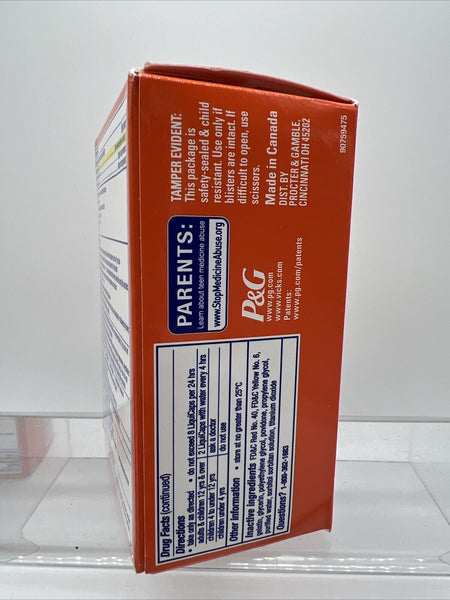 Drug Facts (continued)
Directions
• take only as directed • do not exceed 8 LiquiCaps per 24 hrs
adults & children 12 yrs & over 2 LiquiCaps with water every 4 hrs
children 4 to under 12 yrs ask a doctor
children under 4 yrs do not use
Other information • store at no greater than 25°C
Inactive Ingredients FD&C Red No. 40, FD&C Yellow No. 6,
gelatin, glycerin, polyethylene glycol, povidone, propylene glycol,
purified water, sorbitol sorbitan solution, titanium dioxide
Questions? 1-800-362-1683
PARENTS:
Learn about teen medicine abuse
www.StopMedicineAbuse.org
P&G
www.pg.com
www.vicks.com
Patents:
www.pg.com/patents
TAMPER EVIDENT:
This package is
safety-sealed & child
resistant. Use only if
blisters are intact. If
difficult to open, use
scissors.
Made in Canada
DIST. BY
PROCTER & GAMBLE,
CINCINNATI OH 45202
90759475